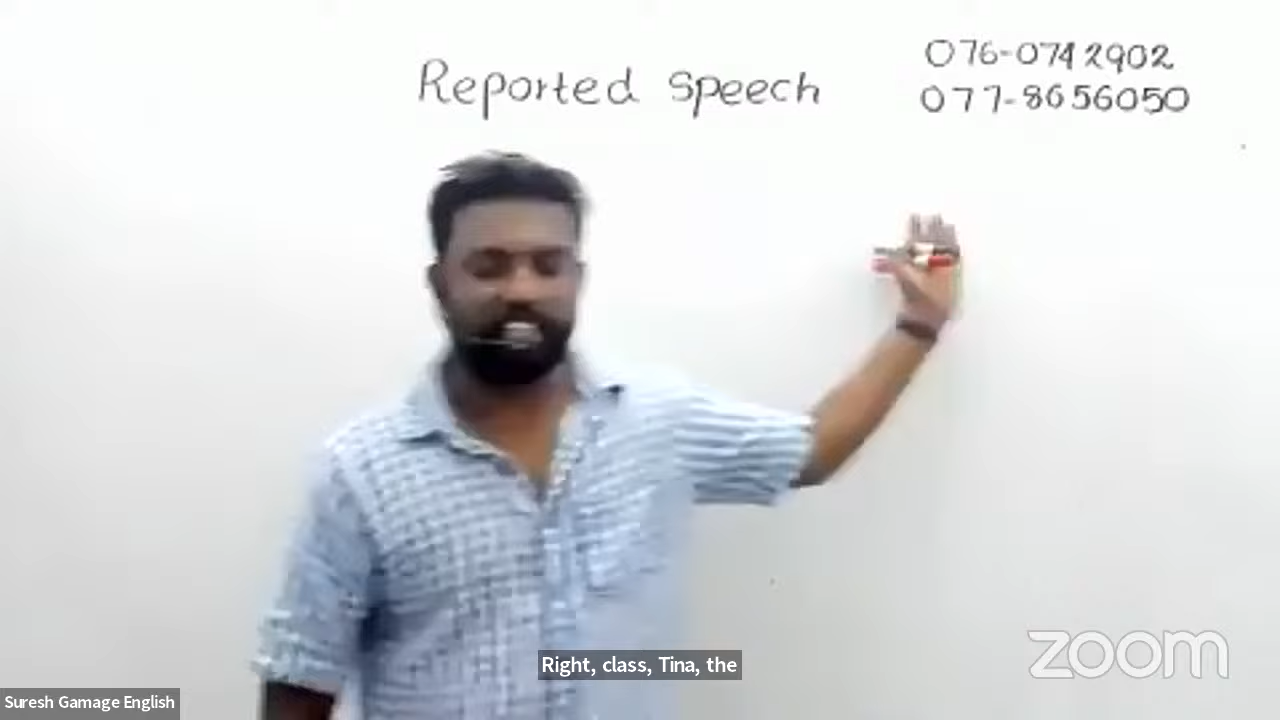 Reported Speech
076-0742902
077-8656050
Right, class, Tina, the
zoom
Suresh Gamage English